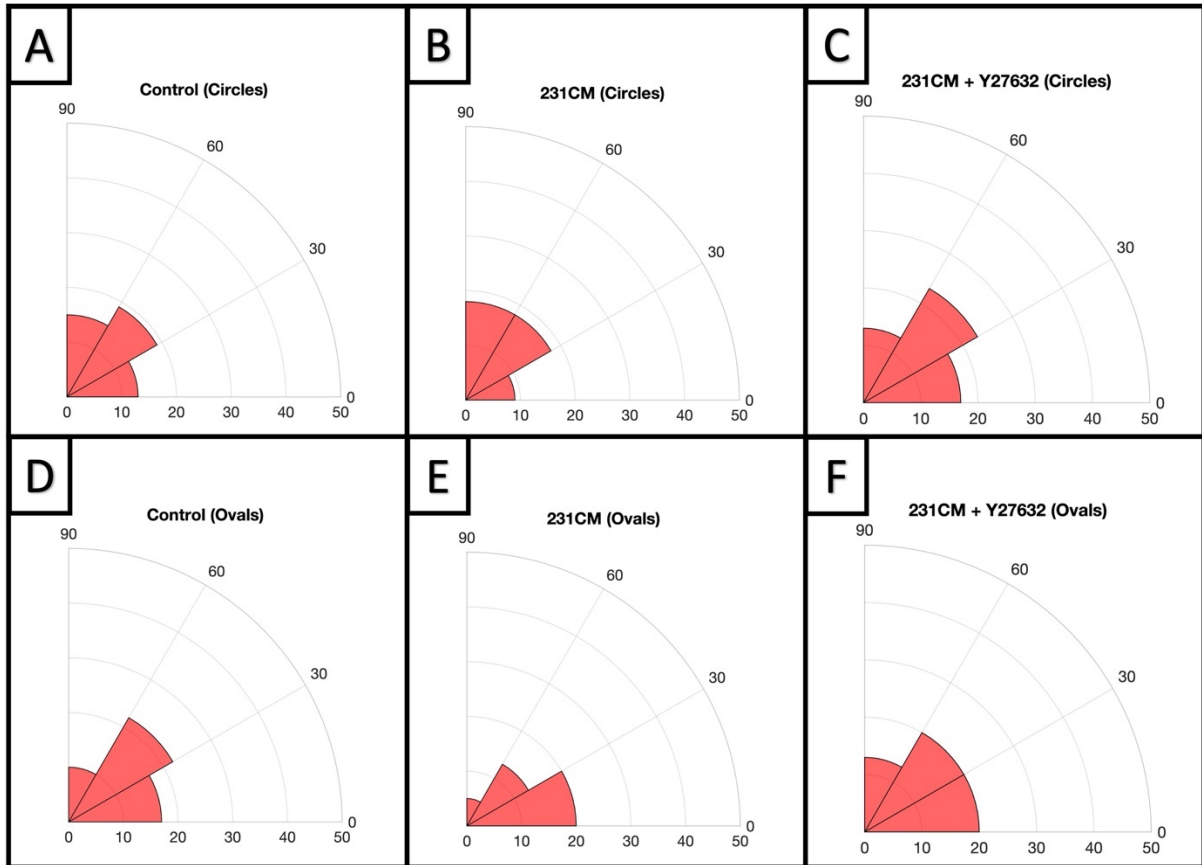 A
Control (Circles)
90
60
30
0
0 10 20 30 40 50
B
231CM (Circles)
90
60
30
0
0 10 20 30 40 50
C
231CM + Y27632 (Circles)
90
60
30
0
0 10 20 30 40 50
D
Control (Ovals)
90
60
30
0
0 10 20 30 40 50
E
231CM (Ovals)
90
60
30
0
0 10 20 30 40 50
F
231CM + Y27632 (Ovals)
90
60
30
0
0 10 20 30 40 50